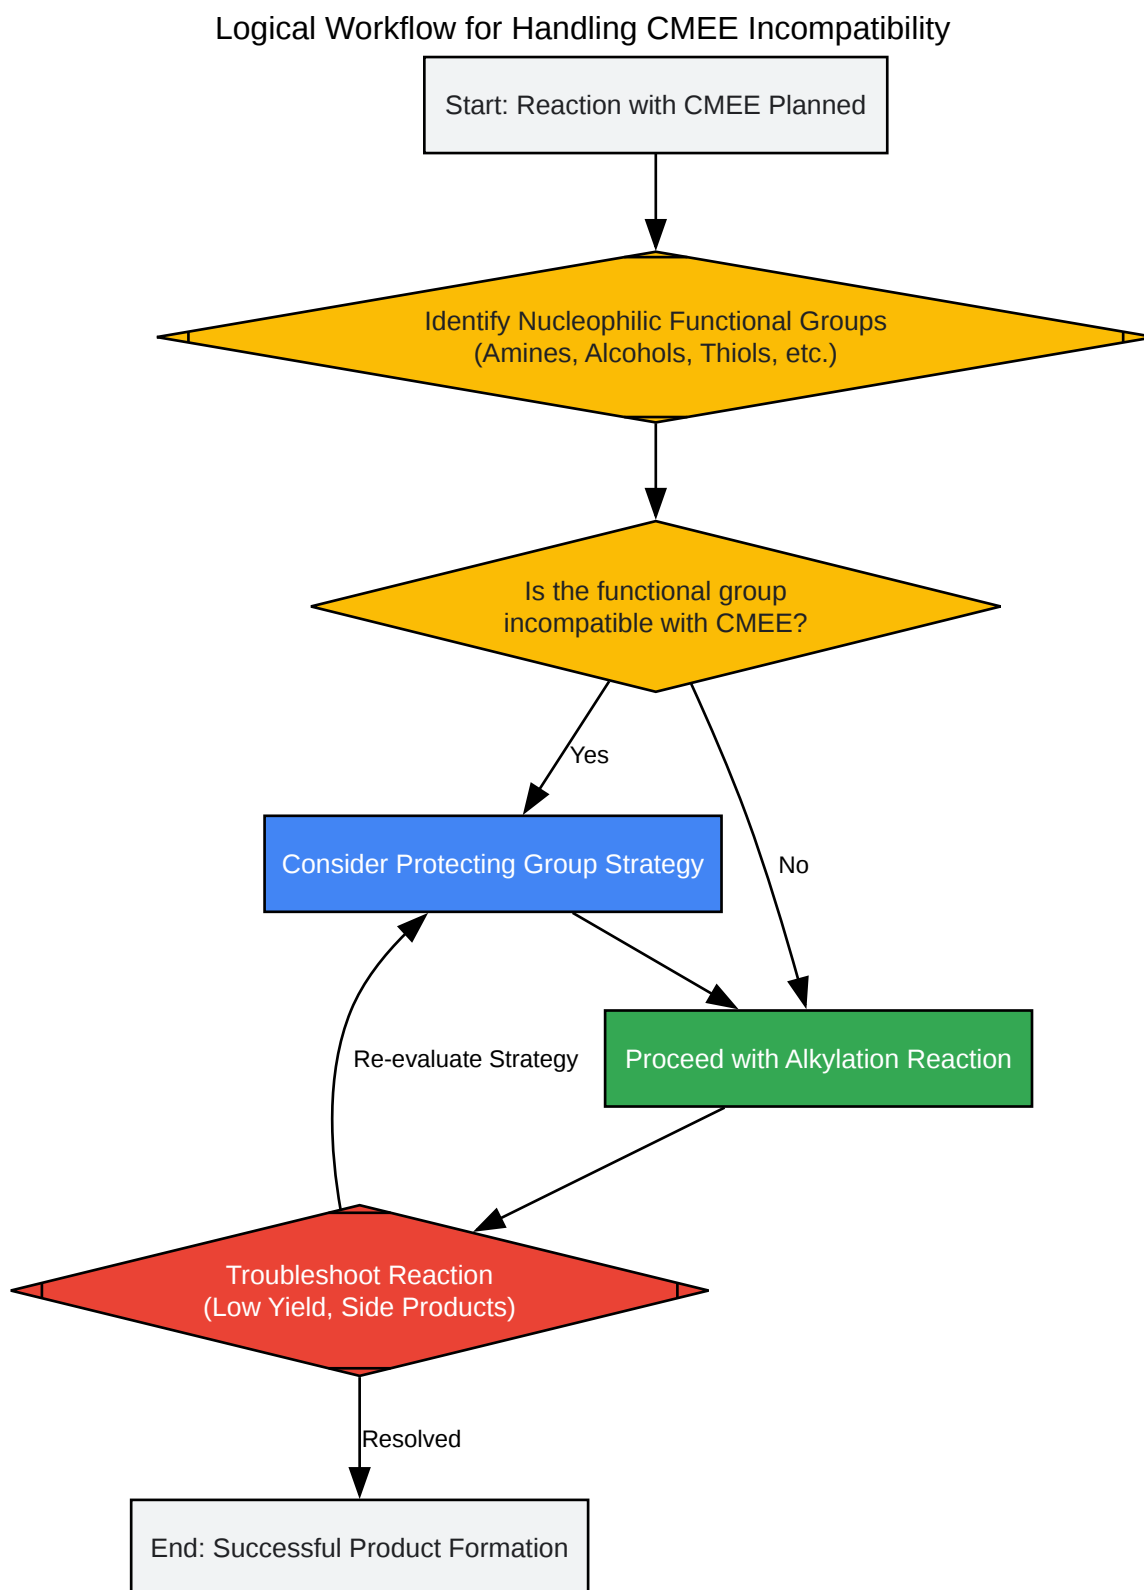 Logical Workflow for Handling CMEE Incompatibility
Start: Reaction with CMEE Planned
Identify Nucleophilic Functional Groups
(Amines, Alcohols, Thiols, etc.)
Is the functional group
incompatible with CMEE?
Yes
Consider Protecting Group Strategy
No
Re-evaluate Strategy
Proceed with Alkylation Reaction
Troubleshoot Reaction
(Low Yield, Side Products)
Resolved
End: Successful Product Formation